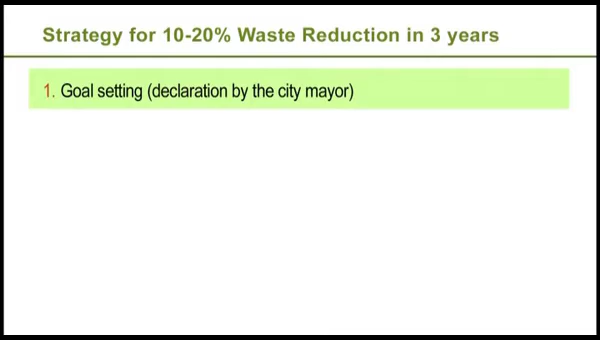 Strategy for 10-20% Waste Reduction in 3 years
1. Goal setting (declaration by the city mayor)